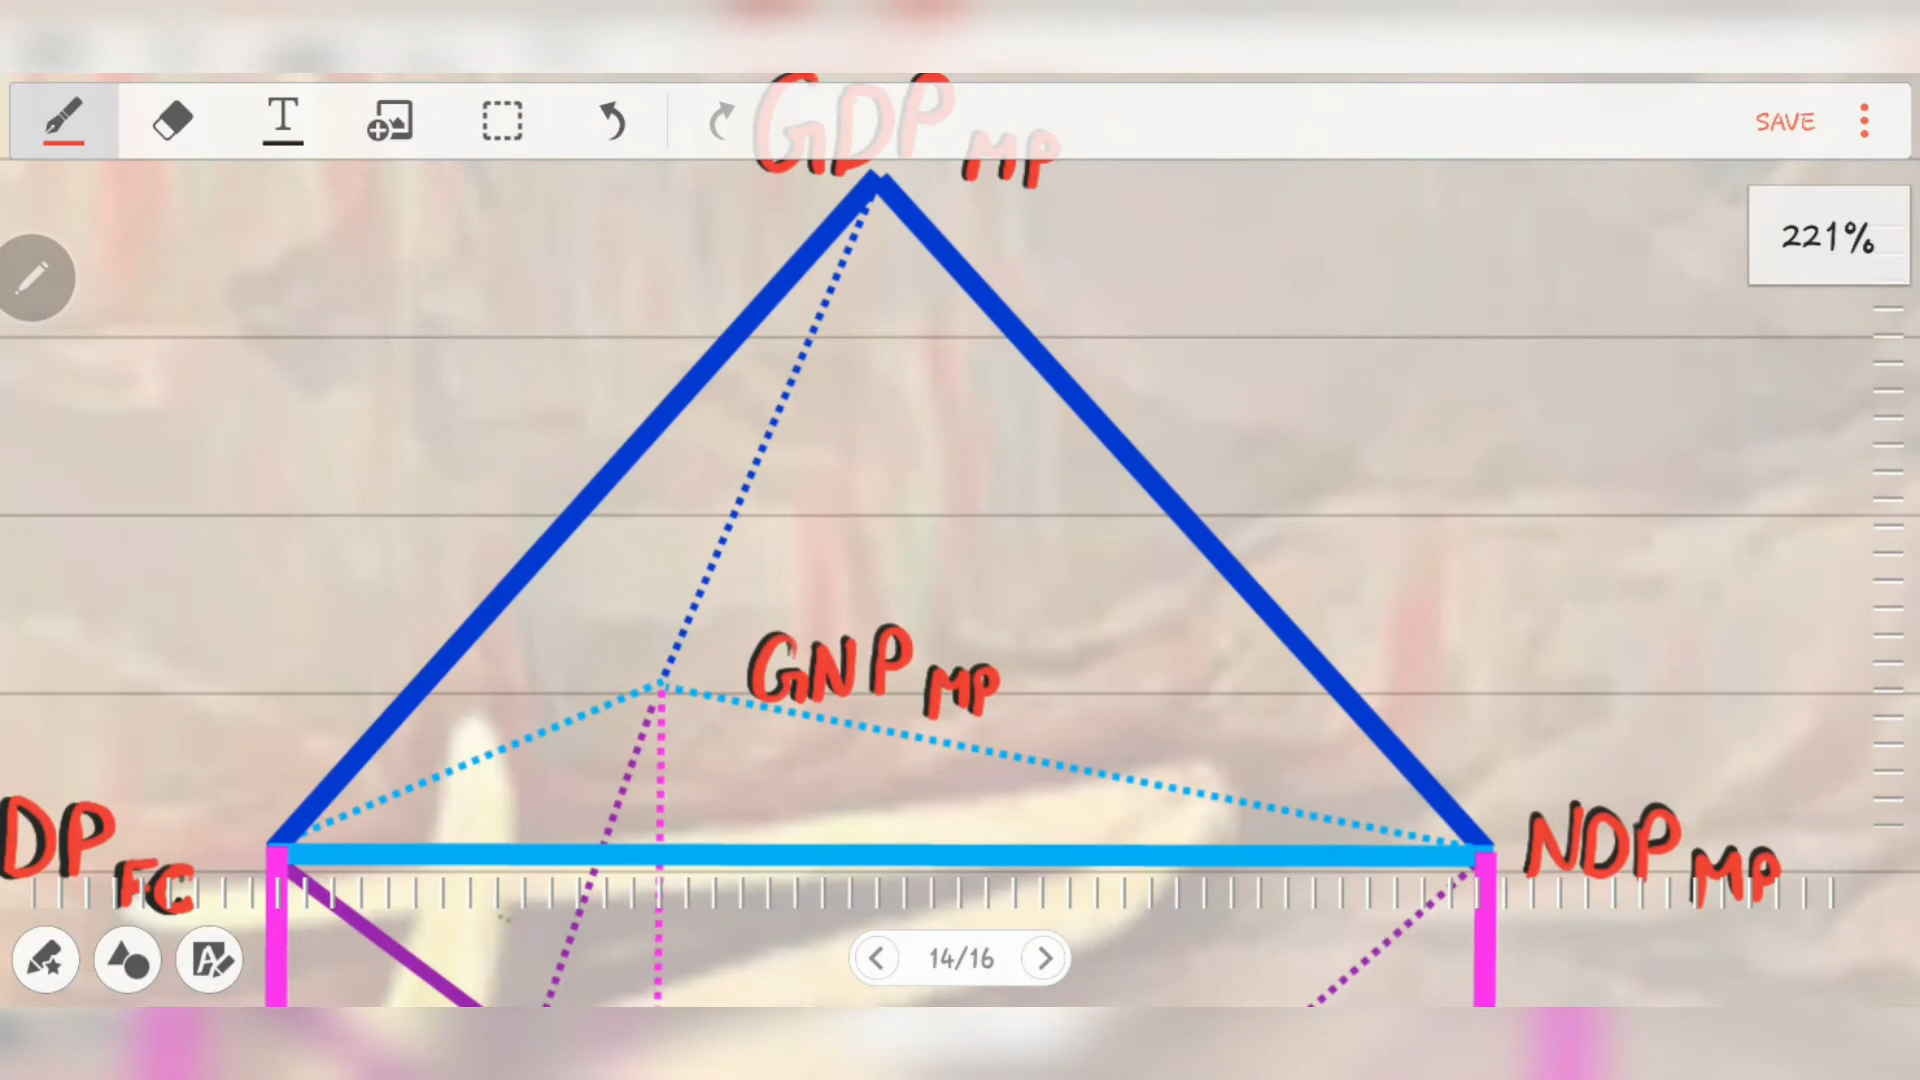 GDP MP
T
SAVE
221%
GNP MP
DP FC
NDP MP
A
14/16